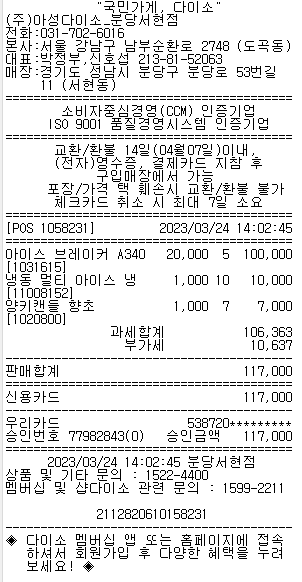 "국민가게, 다이소"
(주)아성다이소_분당서현점
전화:031-702-6016
본사:서울 강남구 남부순환로 2748 (도곡동)
대표:박정부,신호섭 213-81-52063
매장:경기도 성남시 분당구 분당로 53번길
11 (서현동)
소비자중심경영(CCM) 인증기업
ISO 9001 품질경영시스템 인증기업
교환/환불 14일(04월07일)이내,
(전자)영수증, 결제카드 지참 후
구입매장에서 가능
포장/가격 택 훼손시 교환/환불 불가
체크카드 취소 시 최대 7일 소요
[POS 1058231] 2023/03/24 14:02:45
아이스 브레이커 A340 20,000 5 100,000
[1031615]
냉동 멀티 아이스 냉 1,000 10 10,000
[11008152]
양키캔들 향초 1,000 7 7,000
[1020800]
과세합계 106,363
부가세 10,637
판매합계 117,000
신용카드 117,000
우리카드 538720*********
승인번호 77982843(0) 승인금액 117,000
2023/03/24 14:02:45 분당서현점
상품 및 기타 문의 : 1522-4400
멤버십 및 샵다이소 관련 문의 : 1599-2211
2112820610158231
◈ 다이소 멤버십 앱 또는 홈페이지에 접속
하셔서 회원가입 후 다양한 혜택을 누려
보세요! ◈